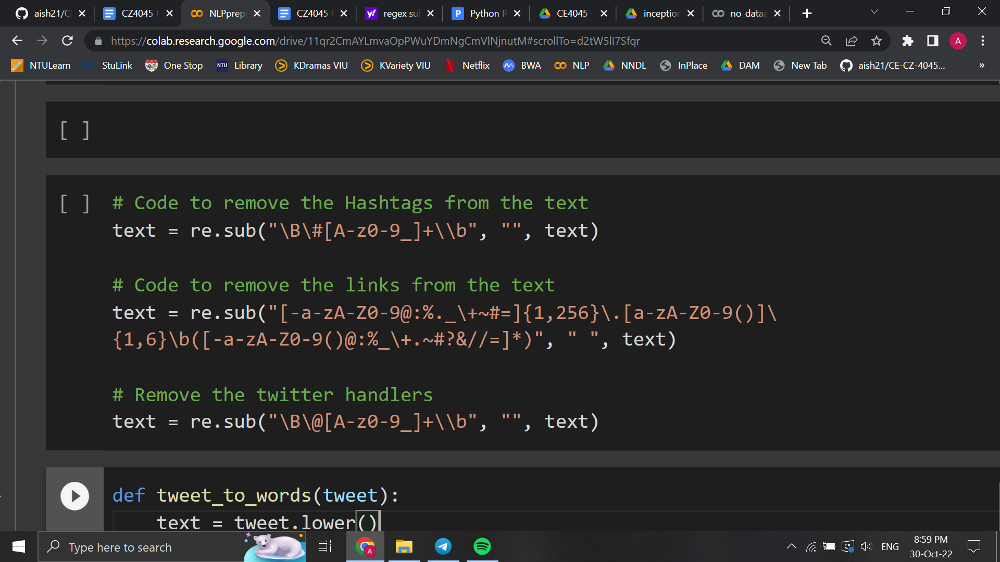 aish21/C
CZ4045 P
NLPprep
CZ4045
regex su
Python R
CE4045 -
inception
no_dataa
https://colab.research.google.com/drive/11qr2CmAYLmvaOpPWuYDmNgCmVlNjnutM#scrollTo=d2tW5lI7Sfqr
A
NTULearn
StuLink
One Stop
NTU
Library
KDramas VIU
KVariety VIU
Netflix
BWA
NLP
NNDL
InPlace
DAM
New Tab
aish21/CE-CZ-4045...
»
[ ]
[ ]
# Code to remove the Hashtags from the text
text = re.sub("\B\#[A-z0-9_]+\\b", "", text)
# Code to remove the links from the text
text = re.sub("[-a-zA-Z0-9@:%._\+~#=]{1,256}\.[a-zA-Z0-9()]\
{1,6}\b([-a-zA-Z0-9()@:%_\+.~#?&//=]*)", " ", text)
# Remove the twitter handlers
text = re.sub("\B\@[A-z0-9_]+\\b", "", text)
def tweet_to_words(tweet):
text = tweet.lower()
Type here to search
A
ENG
8:59 PM
30-Oct-22